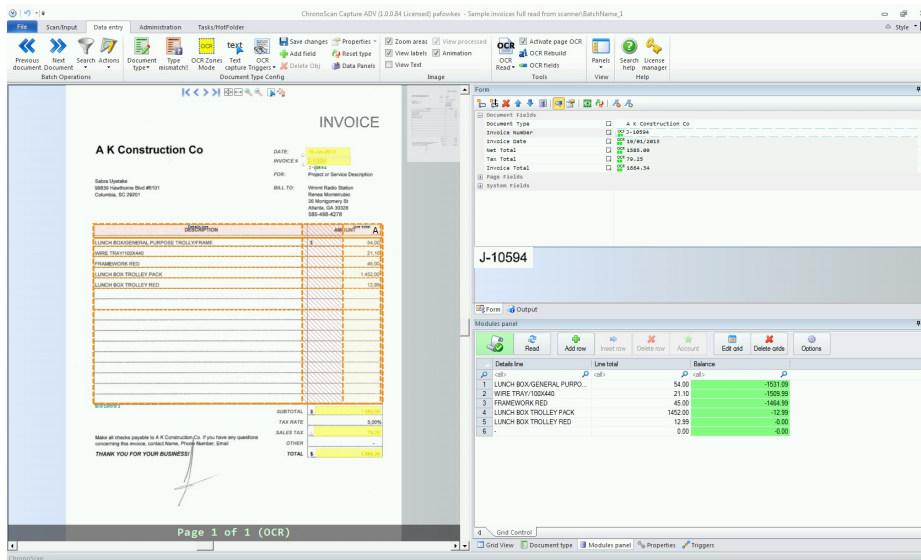 ChronoScan Capture ADV (1.0.0.84 Licensed) pefowkes - Sample invoices full read from scanner\BatchName_1
File Scan/Input Data entry Administration Tasks/HotFolder Style
Previous document
Next Document
Search
Actions
Batch Operations
Document type
Type mismatch!!
OCR Zones Mode
Text capture
OCR Triggers
Save changes
Add field
Delete Obj
Properties
Reset type
Data Panels
Document Type Config
Zoom areas
View processed
View labels
Animation
View Text
Image
OCR Read
Activate page OCR
OCR Rebuild
OCR fields
Tools
Panels
View
Search help
License manager
Help
INVOICE
A K Construction Co
DATE:
INVOICE #
J-10594
FOR: Project or Service Description
Sabra Uyetake
98839 Hawthorne Blvd #6101
Columbia, SC 29201
BILL TO: Wmmt Radio Station
Renea Monterrubio
26 Montgomery St
Atlanta, GA 30328
585-498-4278
DESCRIPTION AMOUNT A
LUNCH BOX/GENERAL PURPOSE TROLLY/FRAME $ 54,00
WIRE TRAY/100X440 21,10
FRAMEWORK RED 45,00
LUNCH BOX TROLLEY PACK 1.452,00
LUNCH BOX TROLLEY RED 12,99
SUBTOTAL $
TAX RATE 5,00%
SALES TAX
OTHER -
TOTAL $
Make all checks payable to A K Construction Co. If you have any questions
concerning this invoice, contact Name, Phone Number, Email
THANK YOU FOR YOUR BUSINESS!
Page 1 of 1 (OCR)
Form
Document Fields
Document Type A K Construction Co
Invoice Number J-10594
Invoice Date 19/01/2013
Net Total 1585.09
Tax Total 79.25
Invoice Total 1664.34
Page Fields
System Fields
J-10594
Form Output
Modules panel
Read Add row Insert row Delete row Account Edit grid Delete grids Options
Details line Line total Balance
<all> <all> <all>
1 LUNCH BOX/GENERAL PURPO... 54.00 -1531.09
2 WIRE TRAY/100X440 21.10 -1509.99
3 FRAMEWORK RED 45.00 -1464.99
4 LUNCH BOX TROLLEY PACK 1452.00 -12.99
5 LUNCH BOX TROLLEY RED 12.99 -0.00
6 - 0.00 -0.00
Grid Control
Grid View Document type Modules panel Properties Triggers
ChronoScan